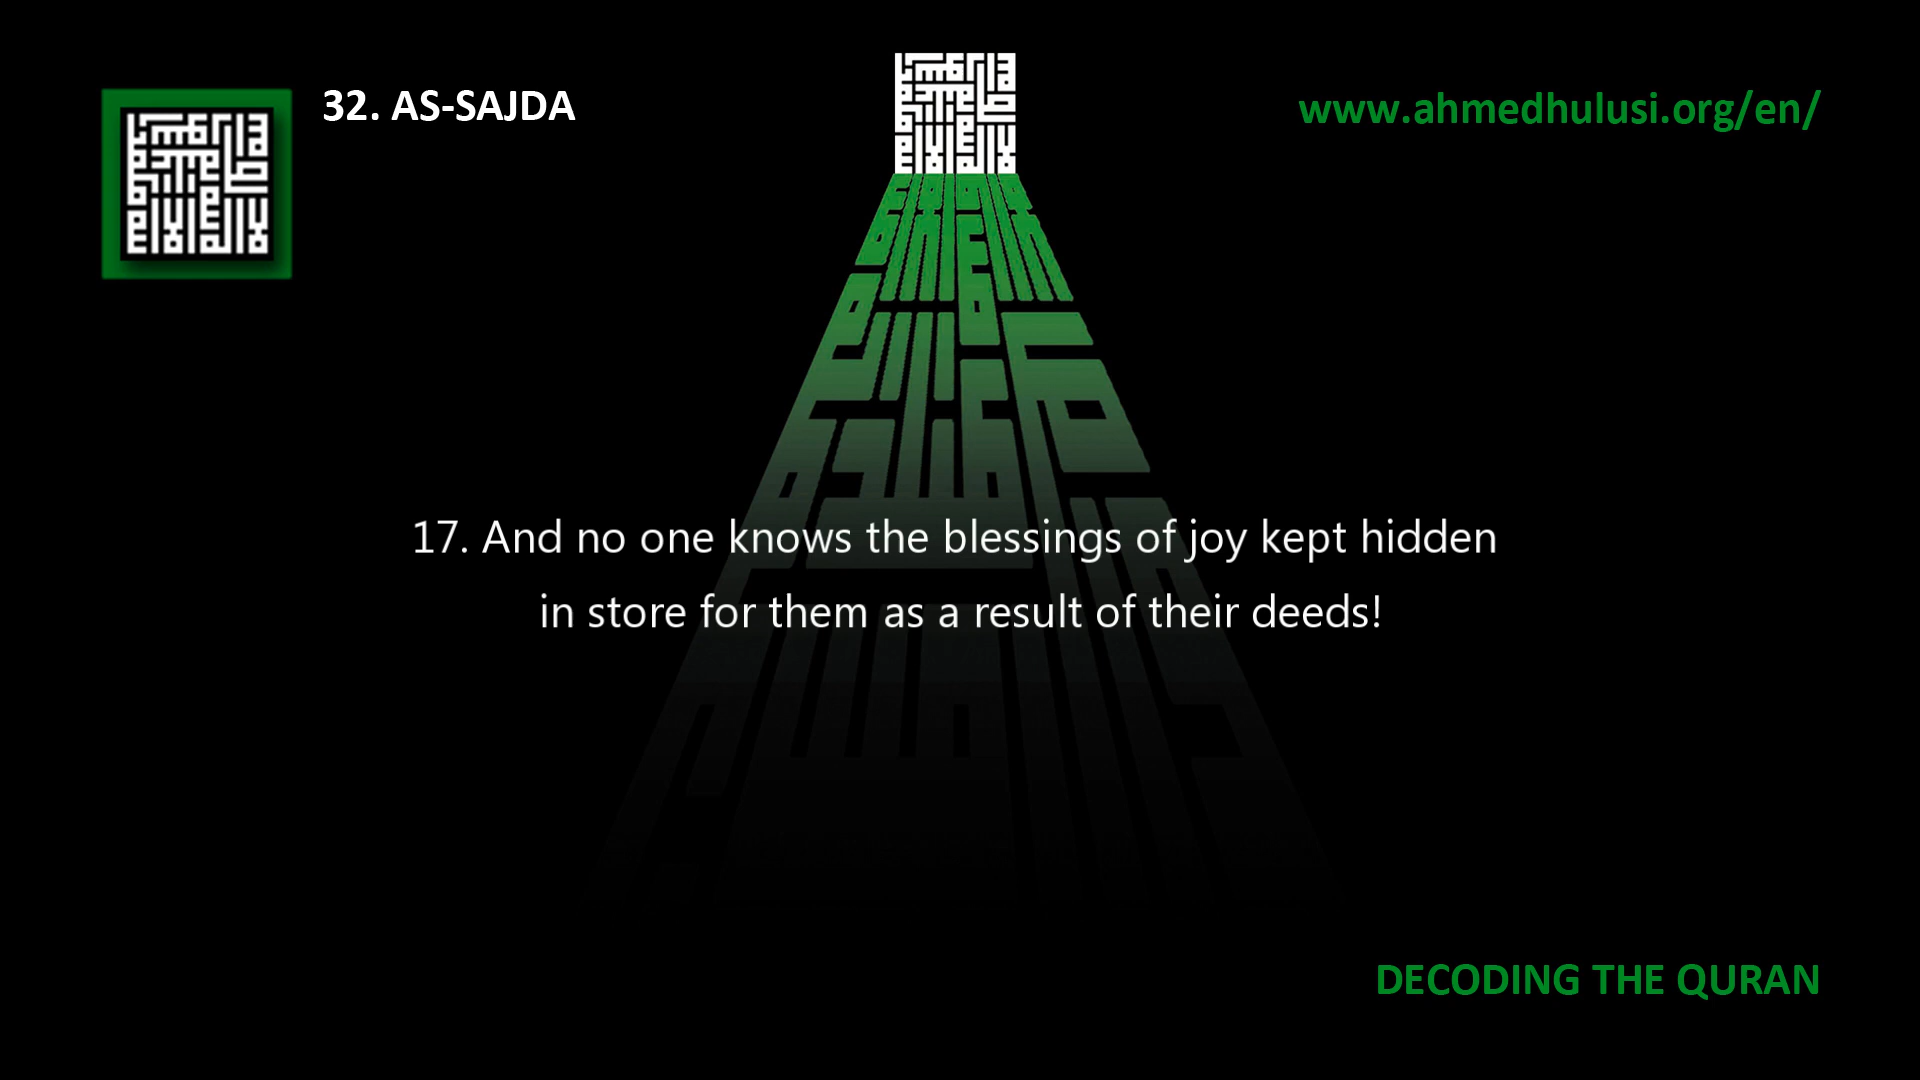 32. AS-SAJDA
www.ahmedhulusi.org/en/
17. And no one knows the blessings of joy kept hidden
in store for them as a result of their deeds!
DECODING THE QURAN